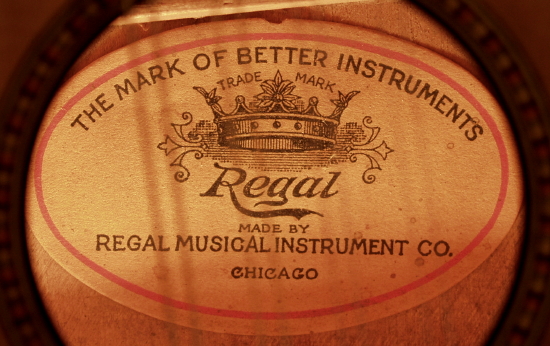 THE MARK OF BETTER INSTRUMENTS
TRADE MARK
Regal
MADE BY
REGAL MUSICAL INSTRUMENT CO.
CHICAGO